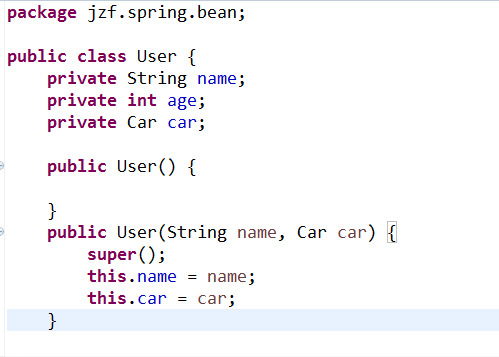 package jzf.spring.bean;
public class User {
private String name;
private int age;
private Car car;
public User() {
}
public User(String name, Car car) {
super();
this.name = name;
this.car = car;
}